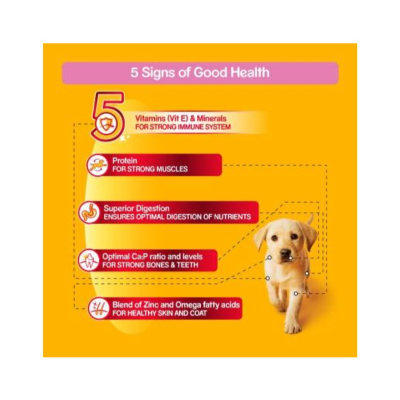 5 Signs of Good Health
5
Vitamins (Vit E) & Minerals
FOR STRONG IMMUNE SYSTEM
Protein
FOR STRONG MUSCLES
Superior Digestion
ENSURES OPTIMAL DIGESTION OF NUTRIENTS
Optimal Ca:P ratio and levels
FOR STRONG BONES & TEETH
Blend of Zinc and Omega fatty acids
FOR HEALTHY SKIN AND COAT